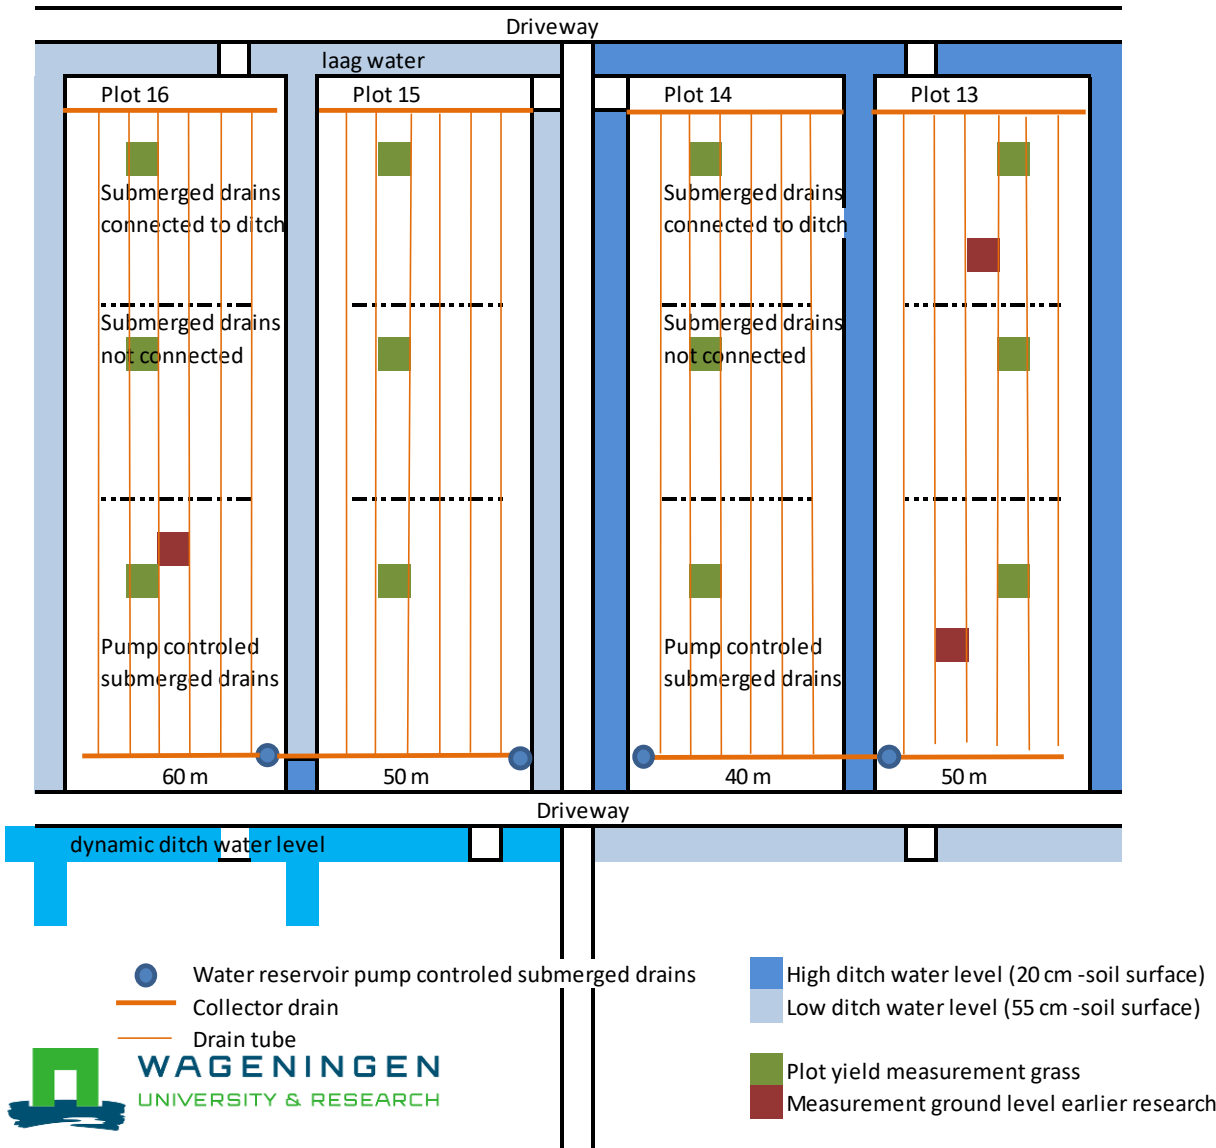 Driveway
laag water
Plot 16
Plot 15
Plot 14
Plot 13
Submerged drains
connected to ditch
Submerged drains
connected to ditch
Submerged drains
not connected
Submerged drains
not connected
Pump controled
submerged drains
Pump controled
submerged drains
60 m
50 m
40 m
50 m
Driveway
dynamic ditch water level
Water reservoir pump controled submerged drains
Collector drain
Drain tube
High ditch water level (20 cm -soil surface)
Low ditch water level (55 cm -soil surface)
Plot yield measurement grass
Measurement ground level earlier research
WAGENINGEN
UNIVERSITY & RESEARCH